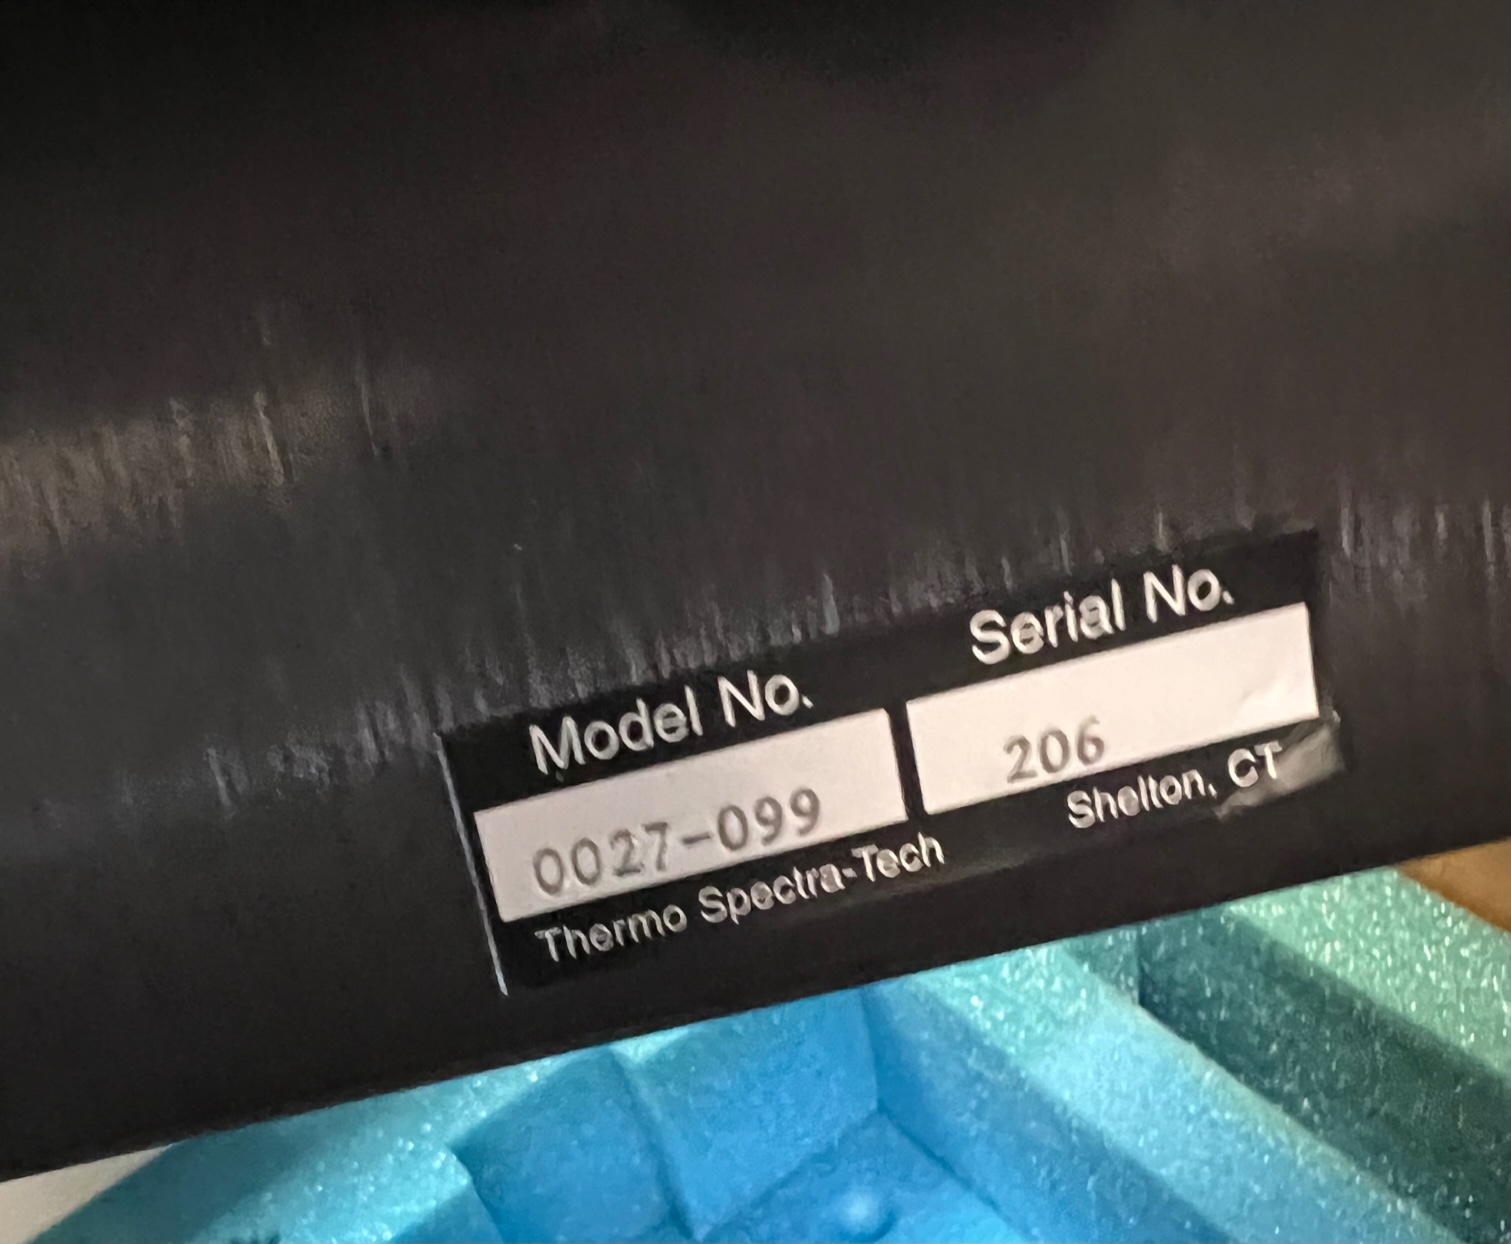 Model No. Serial No.
0027-099 206
Thermo Spectra-Tech Shelton, CT